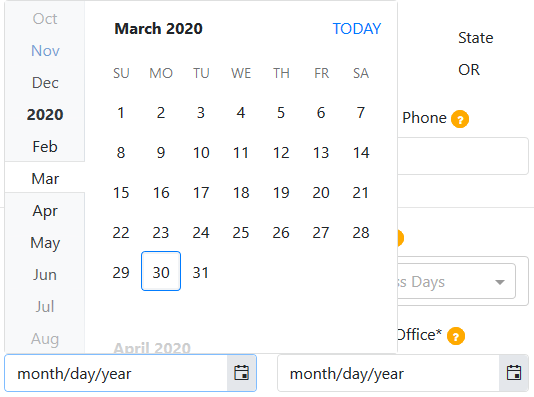 Oct
Nov
Dec
2020
Feb
Mar
Apr
May
Jun
Jul
Aug
March 2020 TODAY
SU MO TU WE TH FR SA
1 2 3 4 5 6 7
8 9 10 11 12 13 14
15 16 17 18 19 20 21
22 23 24 25 26 27 28
29 30 31
April 2020
State
OR
Phone ?
Days
Office* ?
month/day/year
month/day/year